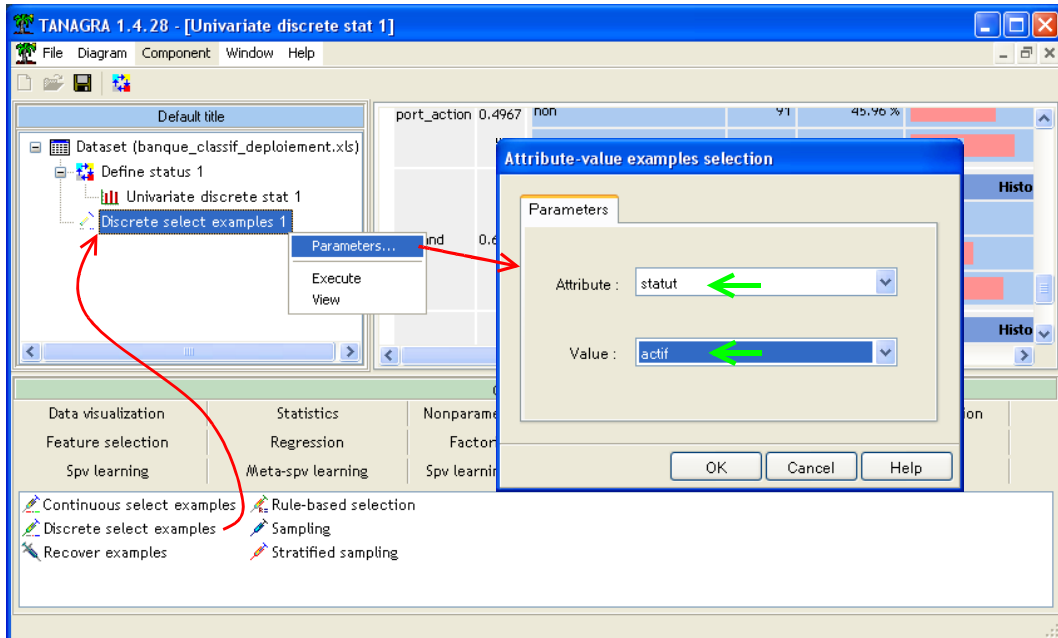 TANAGRA 1.4.28 - [Univariate discrete stat 1]
File Diagram Component Window Help
Default title
Dataset (banque_classif_deploiement.xls)
Define status 1
Univariate discrete stat 1
Discrete select examples 1
Parameters...
Execute
View
port_action 0.4967 non 91 45.96 %
Histo
Histo
Attribute-value examples selection
Parameters
Attribute : statut
Value : actif
OK Cancel Help
Data visualization Statistics
Feature selection Regression
Spv learning Meta-spv learning
Continuous select examples Rule-based selection
Discrete select examples Sampling
Recover examples Stratified sampling